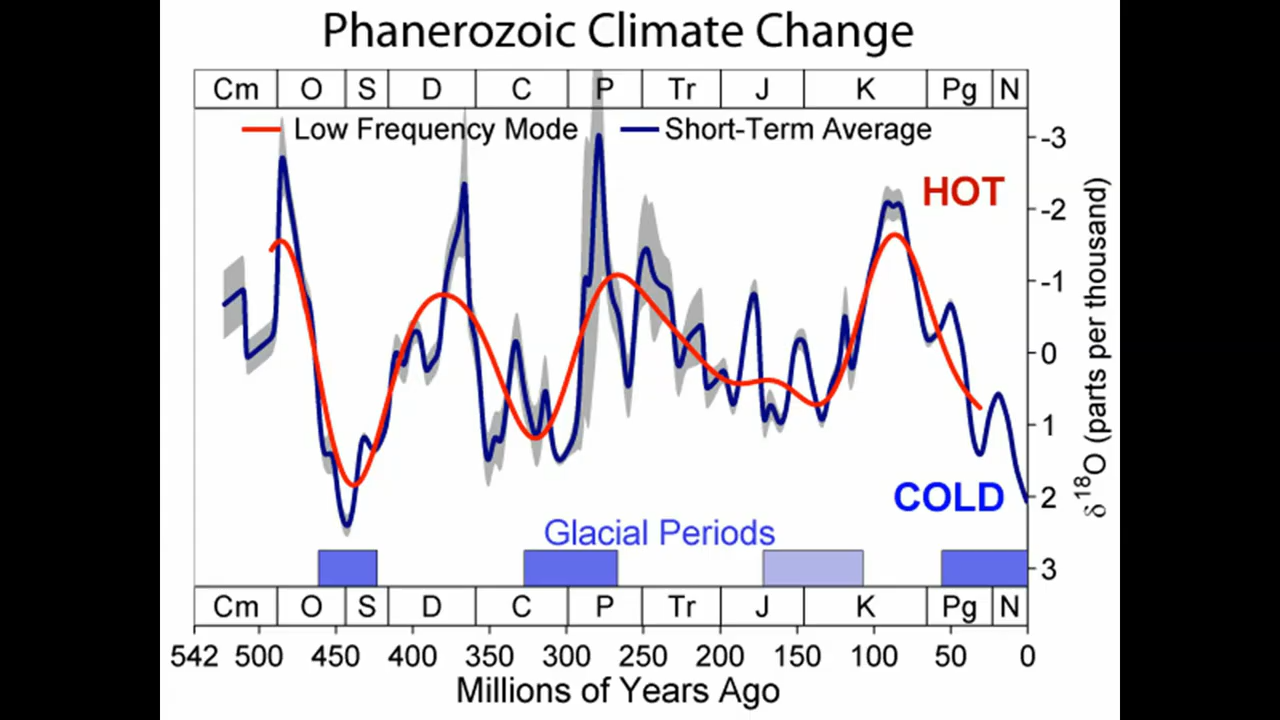 Phanerozoic Climate Change
Cm O S D C P Tr J K Pg N
Low Frequency Mode Short-Term Average
-3
HOT
-2
-1
0
1
COLD
2
δ18O (parts per thousand)
Glacial Periods
3
Cm O S D C P Tr J K Pg N
542 500 450 400 350 300 250 200 150 100 50 0
Millions of Years Ago